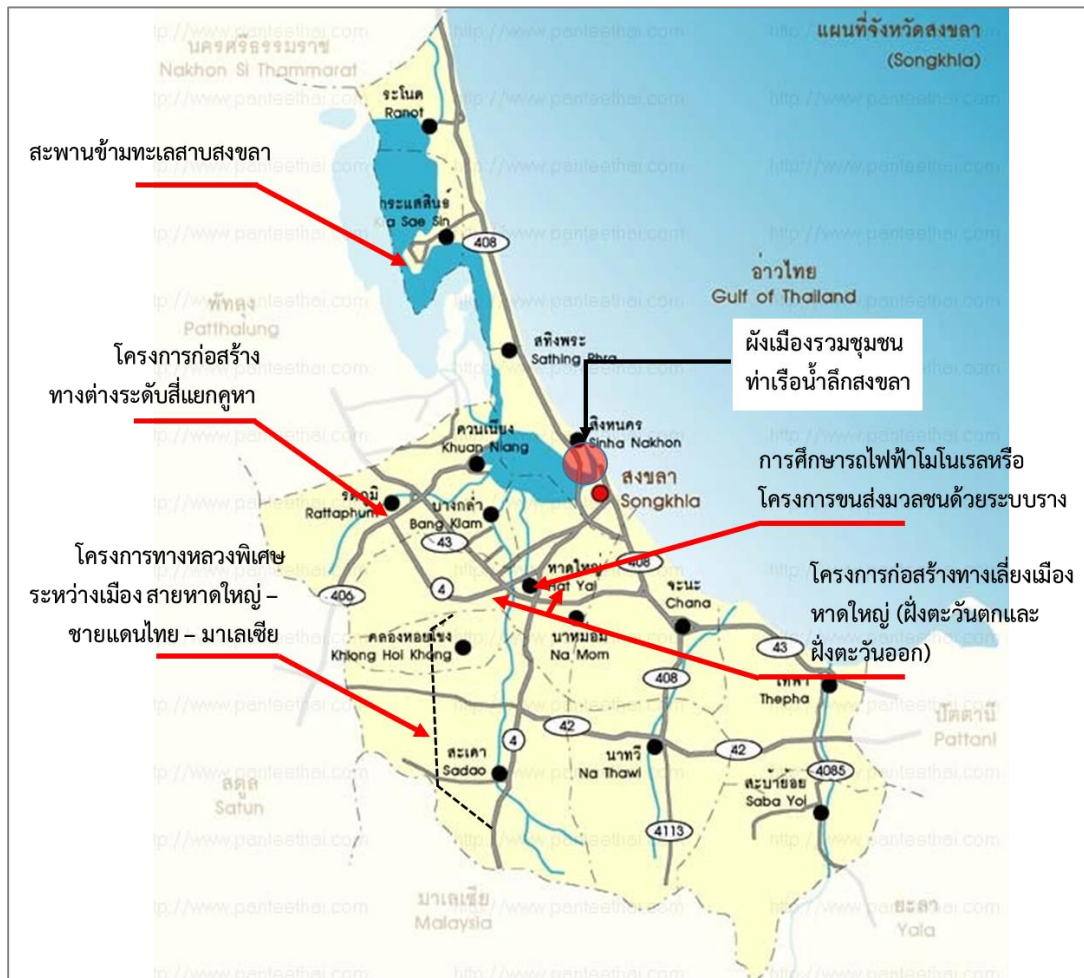 แผนที่จังหวัดสงขลา
(Songkhla)
นครศรีธรรมราช
Nakhon Si Thammarat
ระโนด
Ranot
สะพานข้ามทะเลสาบสงขลา
กระแสสินธุ์
Kra Sae Sin
408
อ่าวไทย
Gulf of Thailand
พัทลุง
Patthalung
สทิงพระ
Sathing Phra
ผังเมืองรวมชุมชน
ท่าเรือน้ำลึกสงขลา
โครงการก่อสร้าง
ทางต่างระดับสี่แยกคูหา
สิงหนคร
Sinha Nakhon
ควนเนียง
Khuan Niang
สงขลา
Songkhla
การศึกษารถไฟฟ้าโมโนเรลหรือ
โครงการขนส่งมวลชนด้วยระบบราง
รตภูมิ
Rattaphum
บางกล่ำ
Bang Klam
43
โครงการทางหลวงพิเศษ
ระหว่างเมือง สายหาดใหญ่ –
ชายแดนไทย – มาเลเซีย
หาดใหญ่
Hat Yai
408
406
4
จะนะ
Chana
โครงการก่อสร้างทางเลี่ยงเมือง
หาดใหญ่ (ฝั่งตะวันตกและ
ฝั่งตะวันออก)
คลองหอยโข่ง
Khlong Hoi Khong
นาหม่อม
Na Mom
43
408
เทพา
Thepha
ปัตตานี
Pattani
42
4
สะเดา
Sadao
นาทวี
Na Thawi
42
4085
สตูล
Satun
สะบ้าย้อย
Saba Yoi
4113
มาเลเซีย
Malaysia
ยะลา
Yala
http://www.panteethai.com